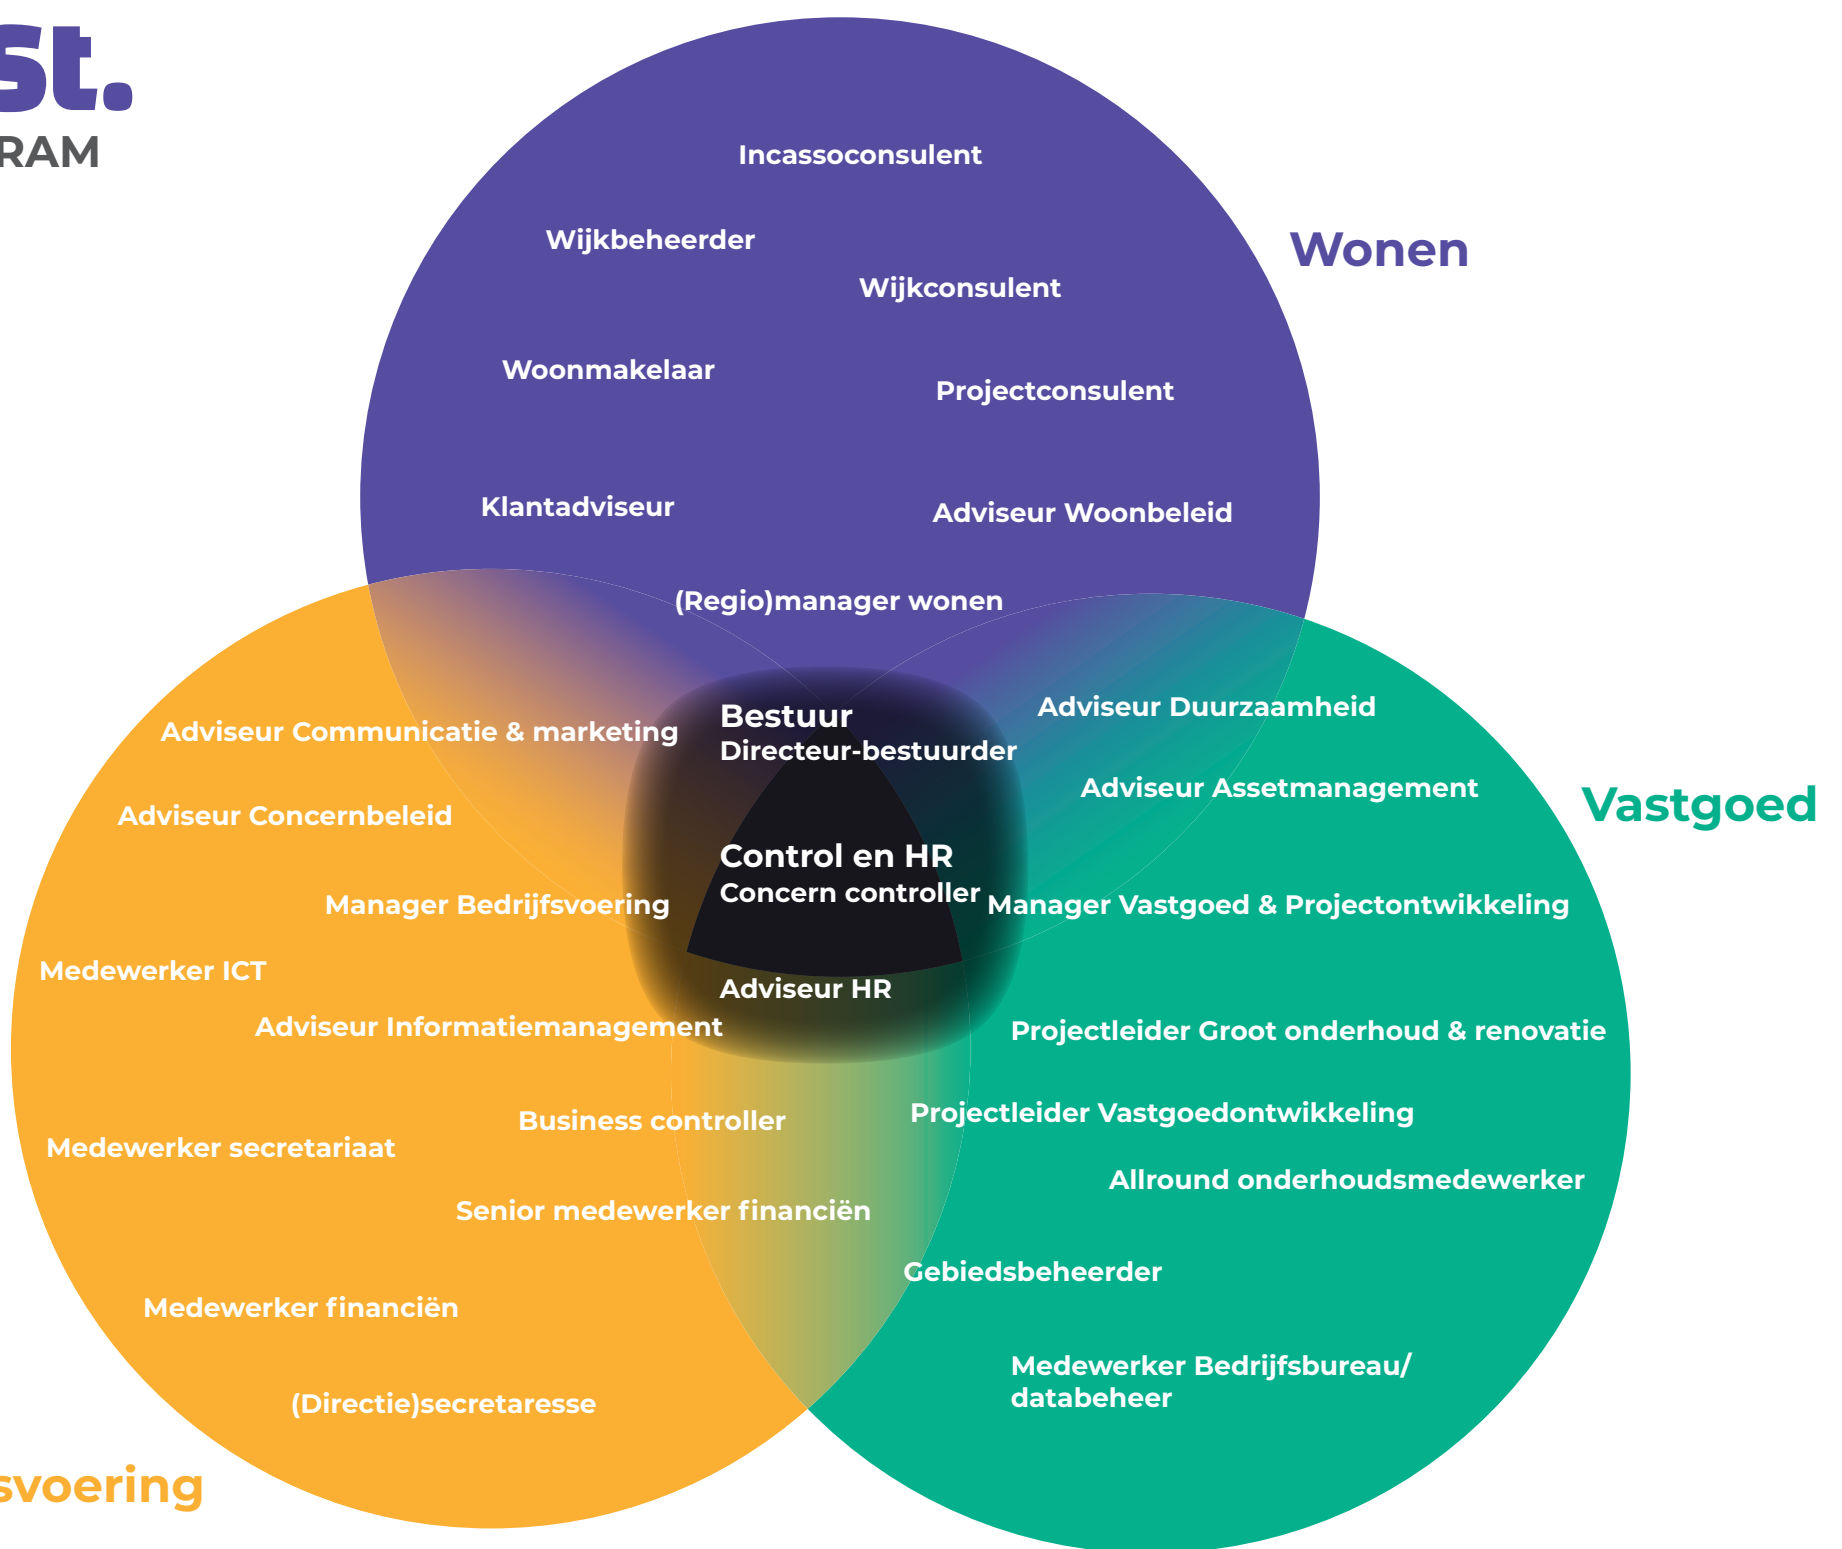 st.
RAM
Incassoconsulent
Wijkbeheerder
Wijkconsulent
Wonen
Woonmakelaar
Projectconsulent
Klantadviseur
Adviseur Woonbeleid
(Regio)manager wonen
Adviseur Communicatie & marketing
Adviseur Concernbeleid
Manager Bedrijfsvoering
Medewerker ICT
Adviseur Informatiemanagement
Medewerker secretariaat
Business controller
Senior medewerker financiën
Medewerker financiën
(Directie)secretaresse
svoering
Bestuur
Directeur-bestuurder
Control en HR
Concern controller
Adviseur HR
Adviseur Duurzaamheid
Adviseur Assetmanagement
Vastgoed
Manager Vastgoed & Projectontwikkeling
Projectleider Groot onderhoud & renovatie
Projectleider Vastgoedontwikkeling
Allround onderhoudsmedewerker
Gebiedsbeheerder
Medewerker Bedrijfsbureau/
databeheer